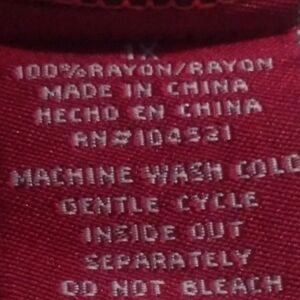 1X
100%RAYON/RAYON
MADE IN CHINA
HECHO EN CHINA
RN#104521
MACHINE WASH COLD
GENTLE CYCLE
INSIDE OUT
SEPARATELY
DO NOT BLEACH